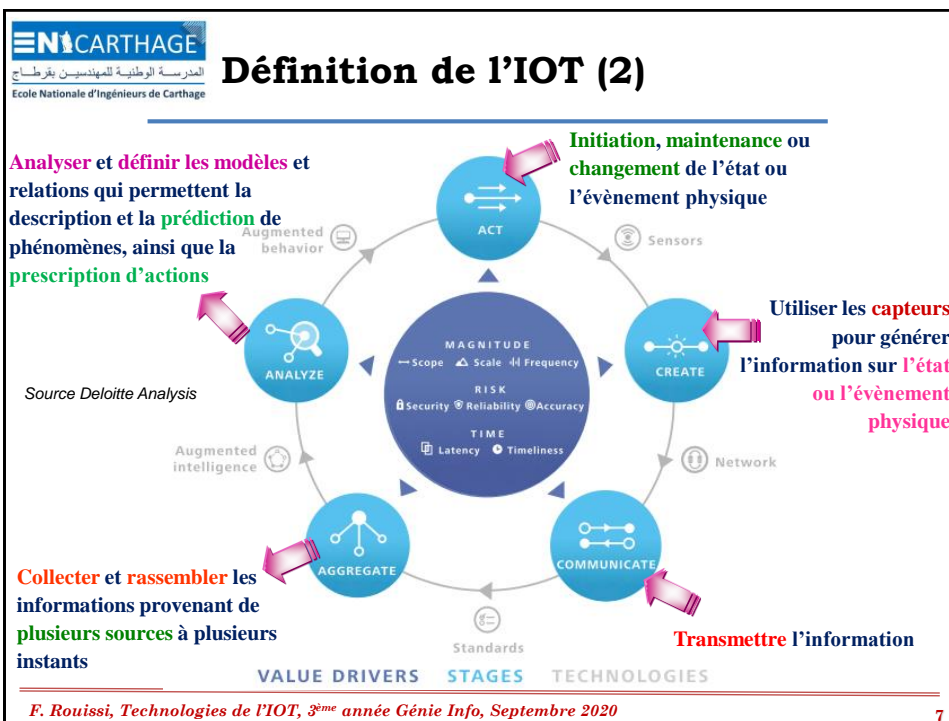 ENICARTHAGE
المدرســة الوطنيــة للمهندسيــن بقرطــاج
Ecole Nationale d'Ingénieurs de Carthage
Définition de l'IOT (2)
Analyser et définir les modèles et
relations qui permettent la
description et la prédiction de
phénomènes, ainsi que la
prescription d'actions
Initiation, maintenance ou
changement de l'état ou
l'évènement physique
Augmented
behavior
ACT
Sensors
Utiliser les capteurs
pour générer
l'information sur l'état
ou l'évènement
physique
ANALYZE
CREATE
MAGNITUDE
Scope Scale Frequency
RISK
Security Reliability Accuracy
TIME
Latency Timeliness
Source Deloitte Analysis
Augmented
intelligence
Network
AGGREGATE
COMMUNICATE
Collecter et rassembler les
informations provenant de
plusieurs sources à plusieurs
instants
Transmettre l'information
Standards
VALUE DRIVERS STAGES TECHNOLOGIES
F. Rouissi, Technologies de l'IOT, 3ème année Génie Info, Septembre 2020
7